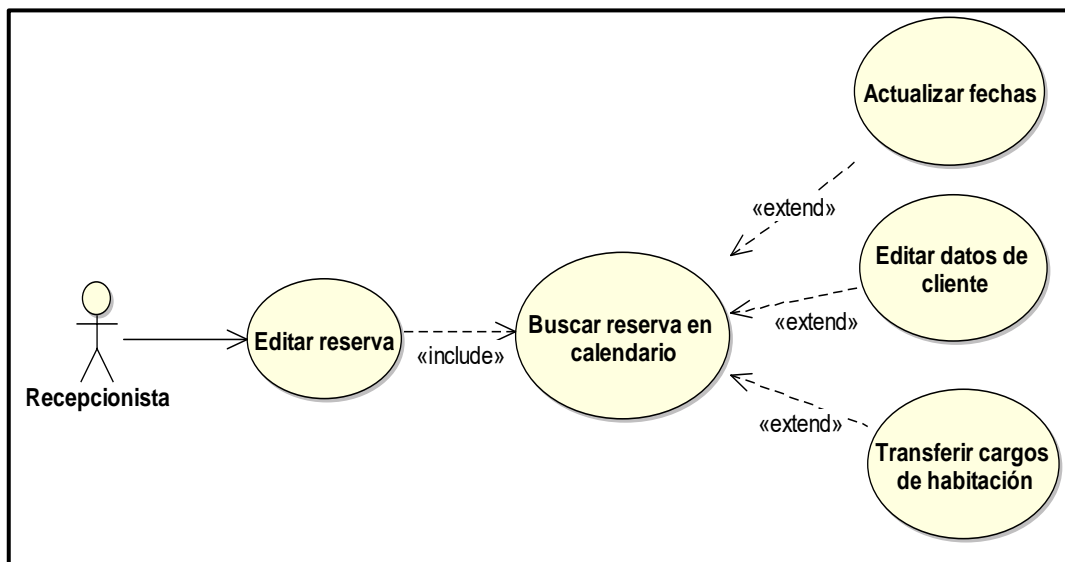 Actualizar fechas
«extend»
Editar datos de
cliente
«extend»
Buscar reserva en
calendario
Editar reserva
«include»
Recepcionista
«extend»
Transferir cargos
de habitación